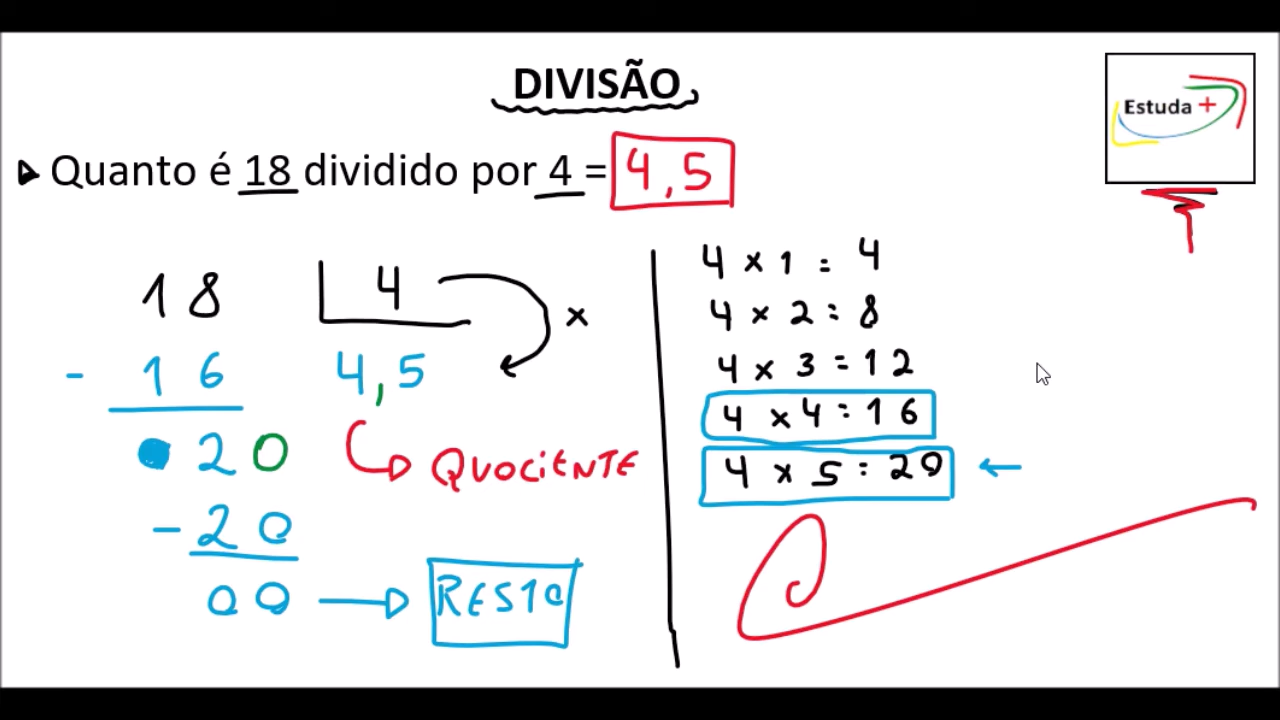 DIVISÃO
Estuda +
Quanto é 18 dividido por 4 = 4,5
18 4
×
- 16 4,5
20
QUOCIENTE
- 20
00
RESTO
4 × 1 = 4
4 × 2 = 8
4 × 3 = 12
4 × 4 = 16
4 × 5 = 20